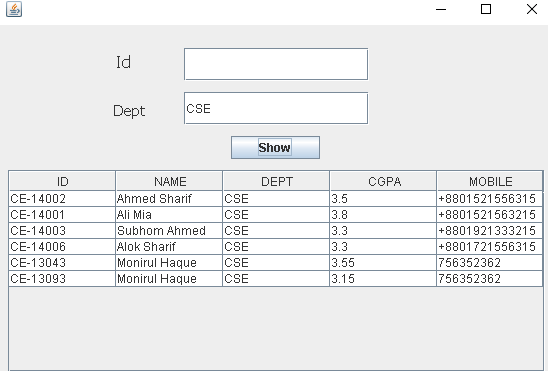 Id
Dept CSE
Show
ID NAME DEPT CGPA MOBILE
CE-14002 Ahmed Sharif CSE 3.5 +8801521556315
CE-14001 Ali Mia CSE 3.8 +8801521563215
CE-14003 Subhom Ahmed CSE 3.3 +8801921333215
CE-14006 Alok Sharif CSE 3.3 +8801721556315
CE-13043 Monirul Haque CSE 3.55 756352362
CE-13093 Monirul Haque CSE 3.15 756352362